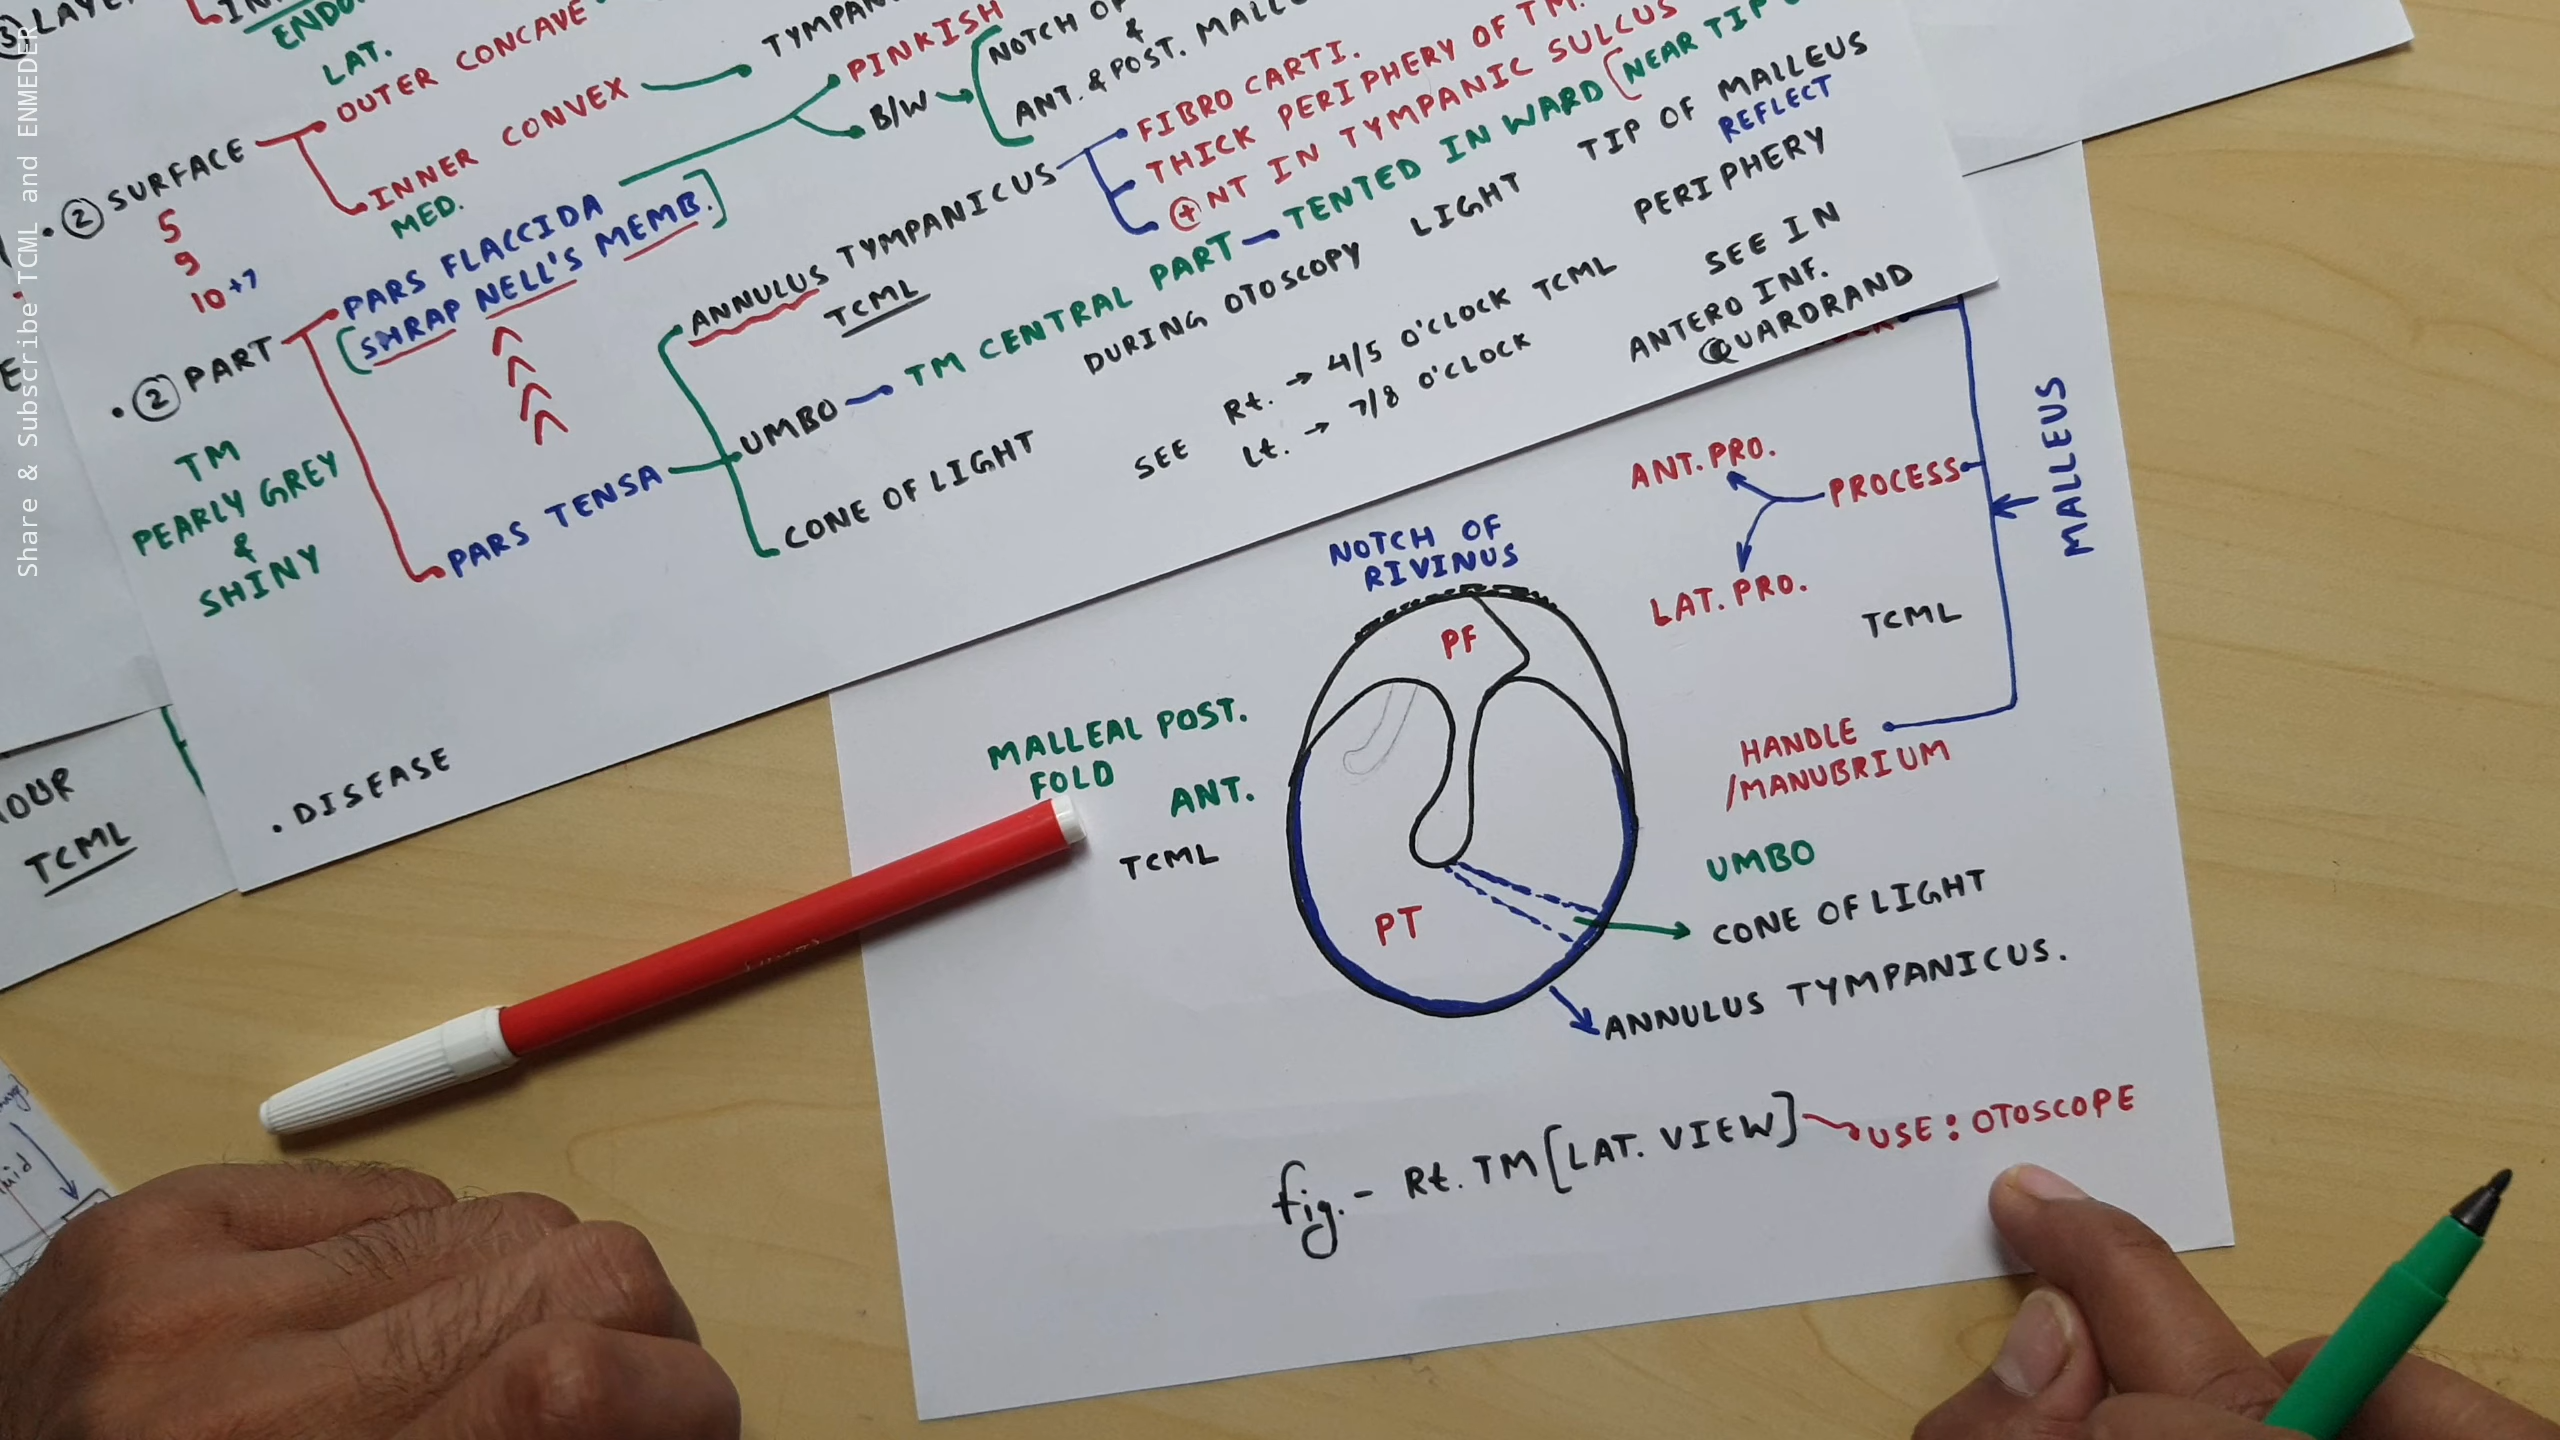 Share & Subscribe TCML and ENMEDER
③ LAYER
LAT.
OUTER CONCAVE
• ② SURFACE
INNER CONVEX
MED.
5
9
10+7
PINKISH
B/W
NOTCH OF
&
ANT. & POST. MALL
• ② PART
PARS FLACCIDA
[SHRAP NELL'S MEMB.]
TM
PEARLY GREY
&
SHINY
PARS TENSA
ANNULUS TYMPANICUS
TCML
FIBRO CARTI.
THICK PERIPHERY OF TM.
⊕NT IN TYMPANIC SULCUS
UMBO → TM CENTRAL PART → TENTED IN WARD [NEAR TIP
CONE OF LIGHT
DURING OTOSCOPY LIGHT TIP OF MALLEUS
REFLECT
PERIPHERY
SEE Rt. → 4/5 O'CLOCK TCML
Lt. → 7/8 O'CLOCK
SEE IN
ANTERO INF.
QUARDRAND
• DISEASE
OUR
TCML
MALLEUS
ANT. PRO.
PROCESS
LAT. PRO.
TCML
HANDLE
/MANUBRIUM
NOTCH OF
RIVINUS
PF
MALLEAL POST.
FOLD
ANT.
TCML
PT
UMBO
CONE OF LIGHT
ANNULUS TYMPANICUS.
fig. - Rt. TM [LAT. VIEW] USE : OTOSCOPE